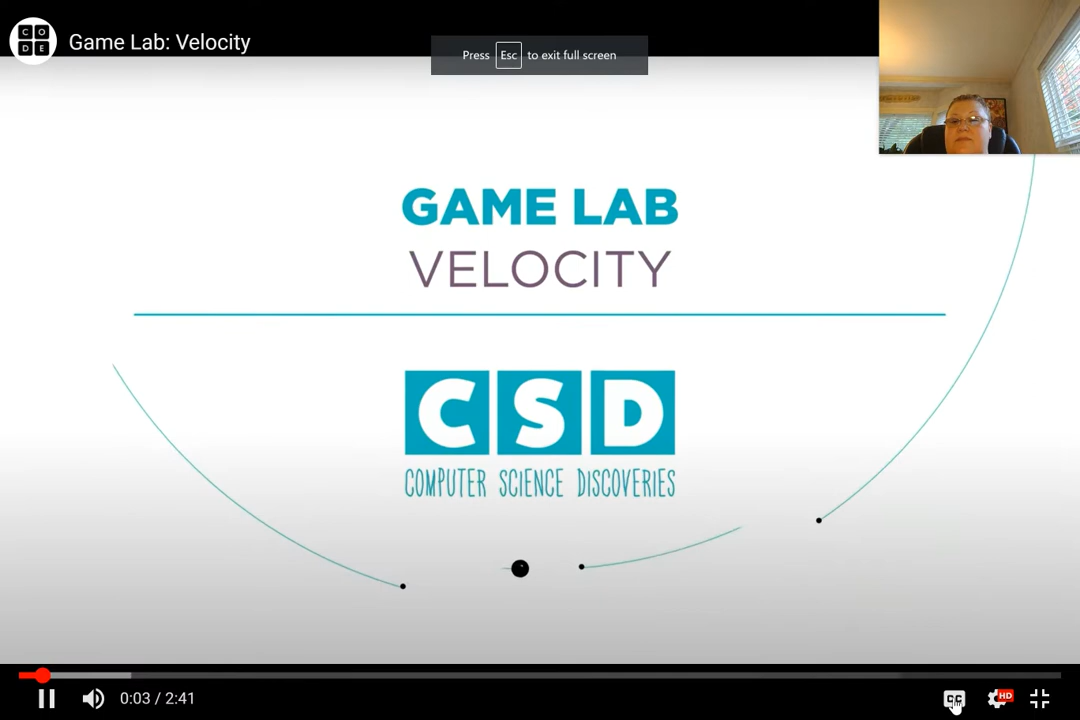 CODE
Game Lab: Velocity
Press Esc to exit full screen
GAME LAB
VELOCITY
CSD
COMPUTER SCIENCE DISCOVERIES
0:03 / 2:41
CC
HD